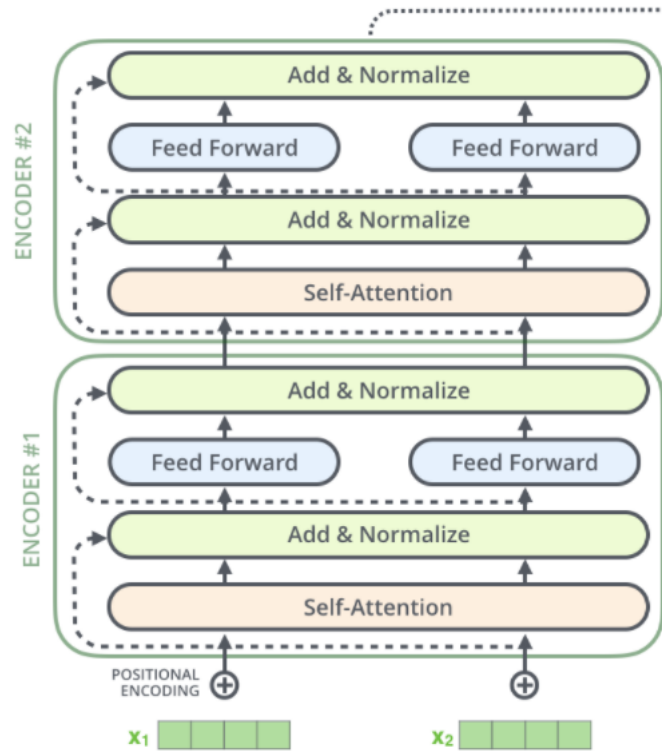 ENCODER #2
Add & Normalize
Feed Forward Feed Forward
Add & Normalize
Self-Attention
ENCODER #1
Add & Normalize
Feed Forward Feed Forward
Add & Normalize
Self-Attention
POSITIONAL
ENCODING
x₁ x₂